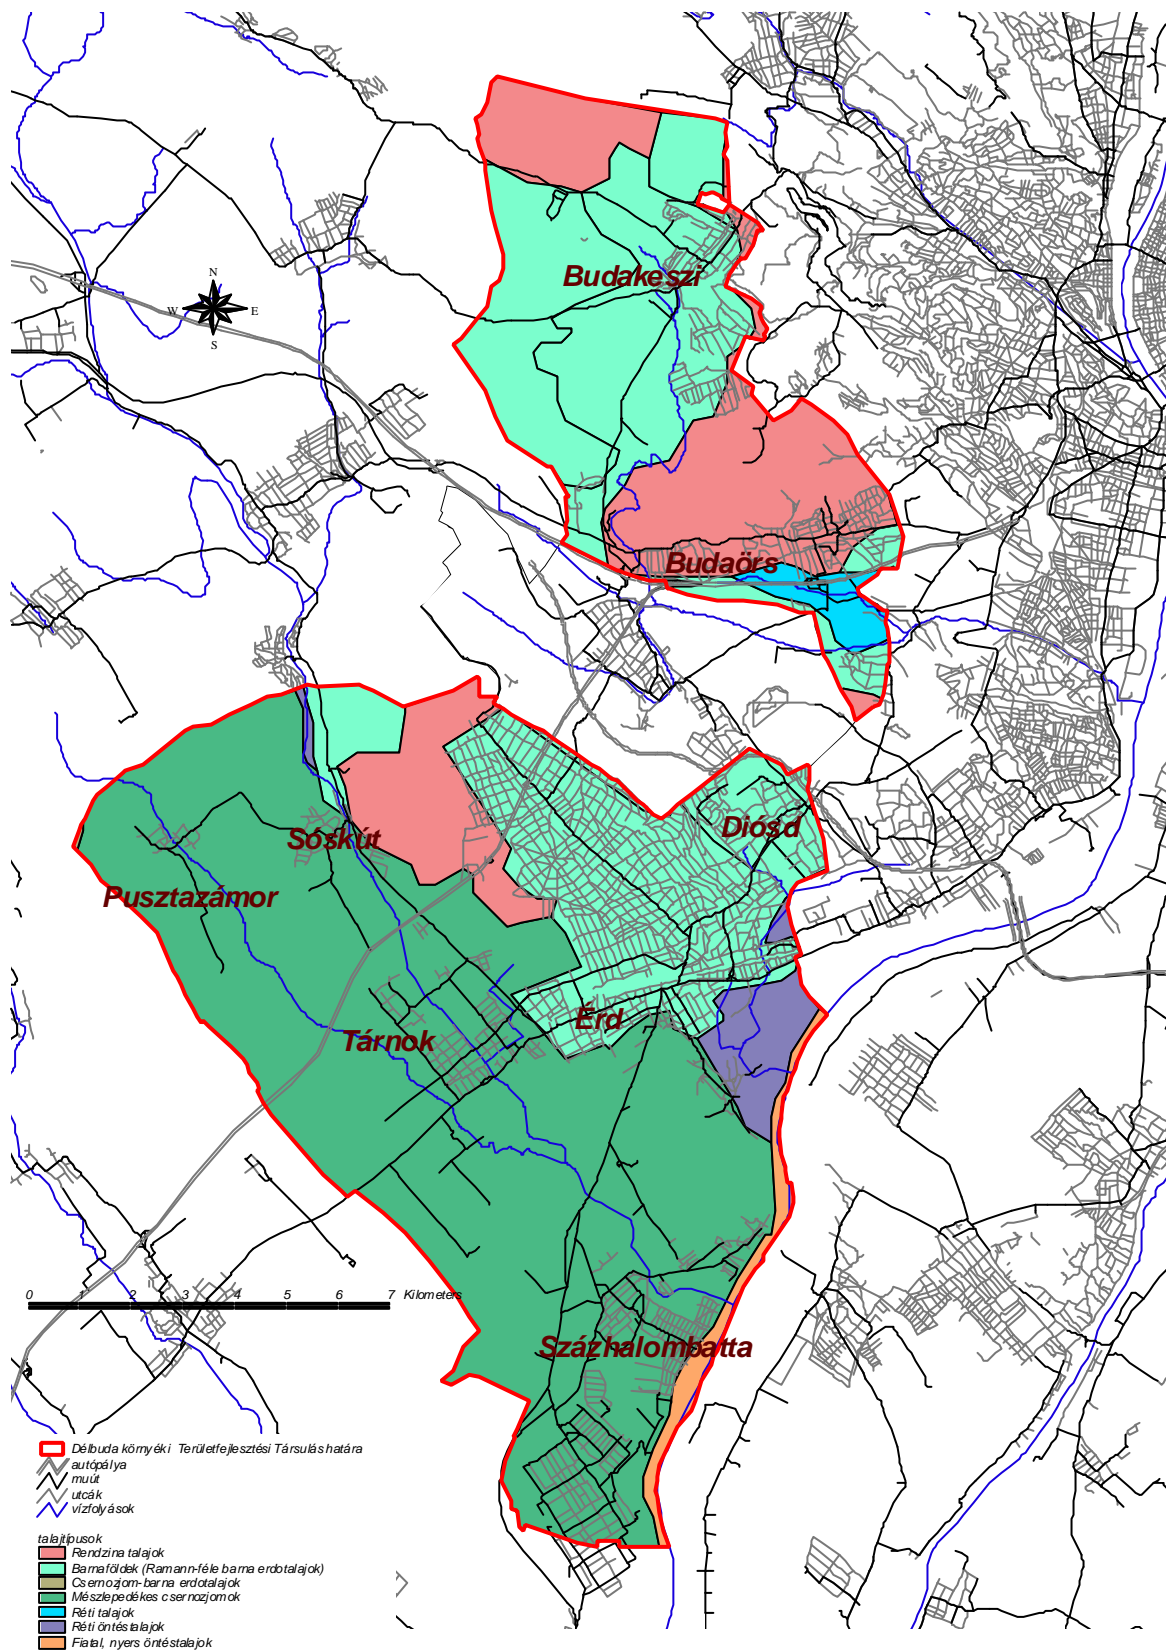 Budakeszi
N
W
E
S
Budaörs
Diósd
Sóskút
Pusztazámor
Érd
Tárnok
0 1 2 3 4 5 6 7 Kilometers
Százhalombatta
Délbuda környéki Területfejlesztési Társulás határa
autópálya
muút
utcák
vízfolyások
talajtípusok
Rendzina talajok
Barnaföldek (Ramann-féle barna erdotalajok)
Csernozjom-barna erdotalajok
Mészlepedékes csernozjomok
Réti talajok
Réti öntéstalajok
Fiatal, nyers öntéstalajok